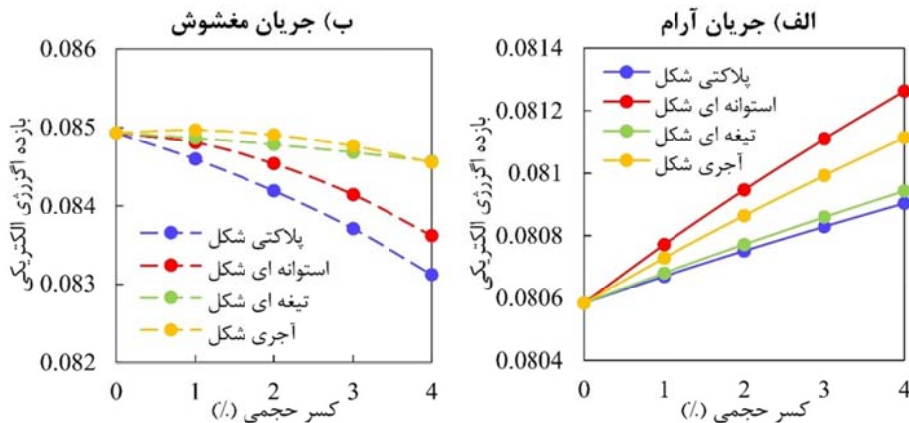 الف) جریان آرام
بازده اگزرژی الکتریکی
0.0814
0.0812
0.081
0.0808
0.0806
0.0804
پلاکتی شکل
استوانه ای شکل
تیغه ای شکل
آجری شکل
0 1 2 3 4
کسر حجمی (٪)
ب) جریان مغشوش
بازده اگزرژی الکتریکی
0.086
0.085
0.084
0.083
0.082
پلاکتی شکل
استوانه ای شکل
تیغه ای شکل
آجری شکل
0 1 2 3 4
کسر حجمی (٪)